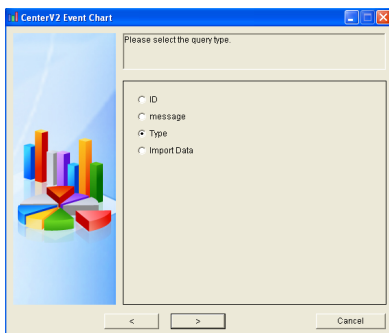 CenterV2 Event Chart
Please select the query type.
ID
message
Type
Import Data
< > Cancel